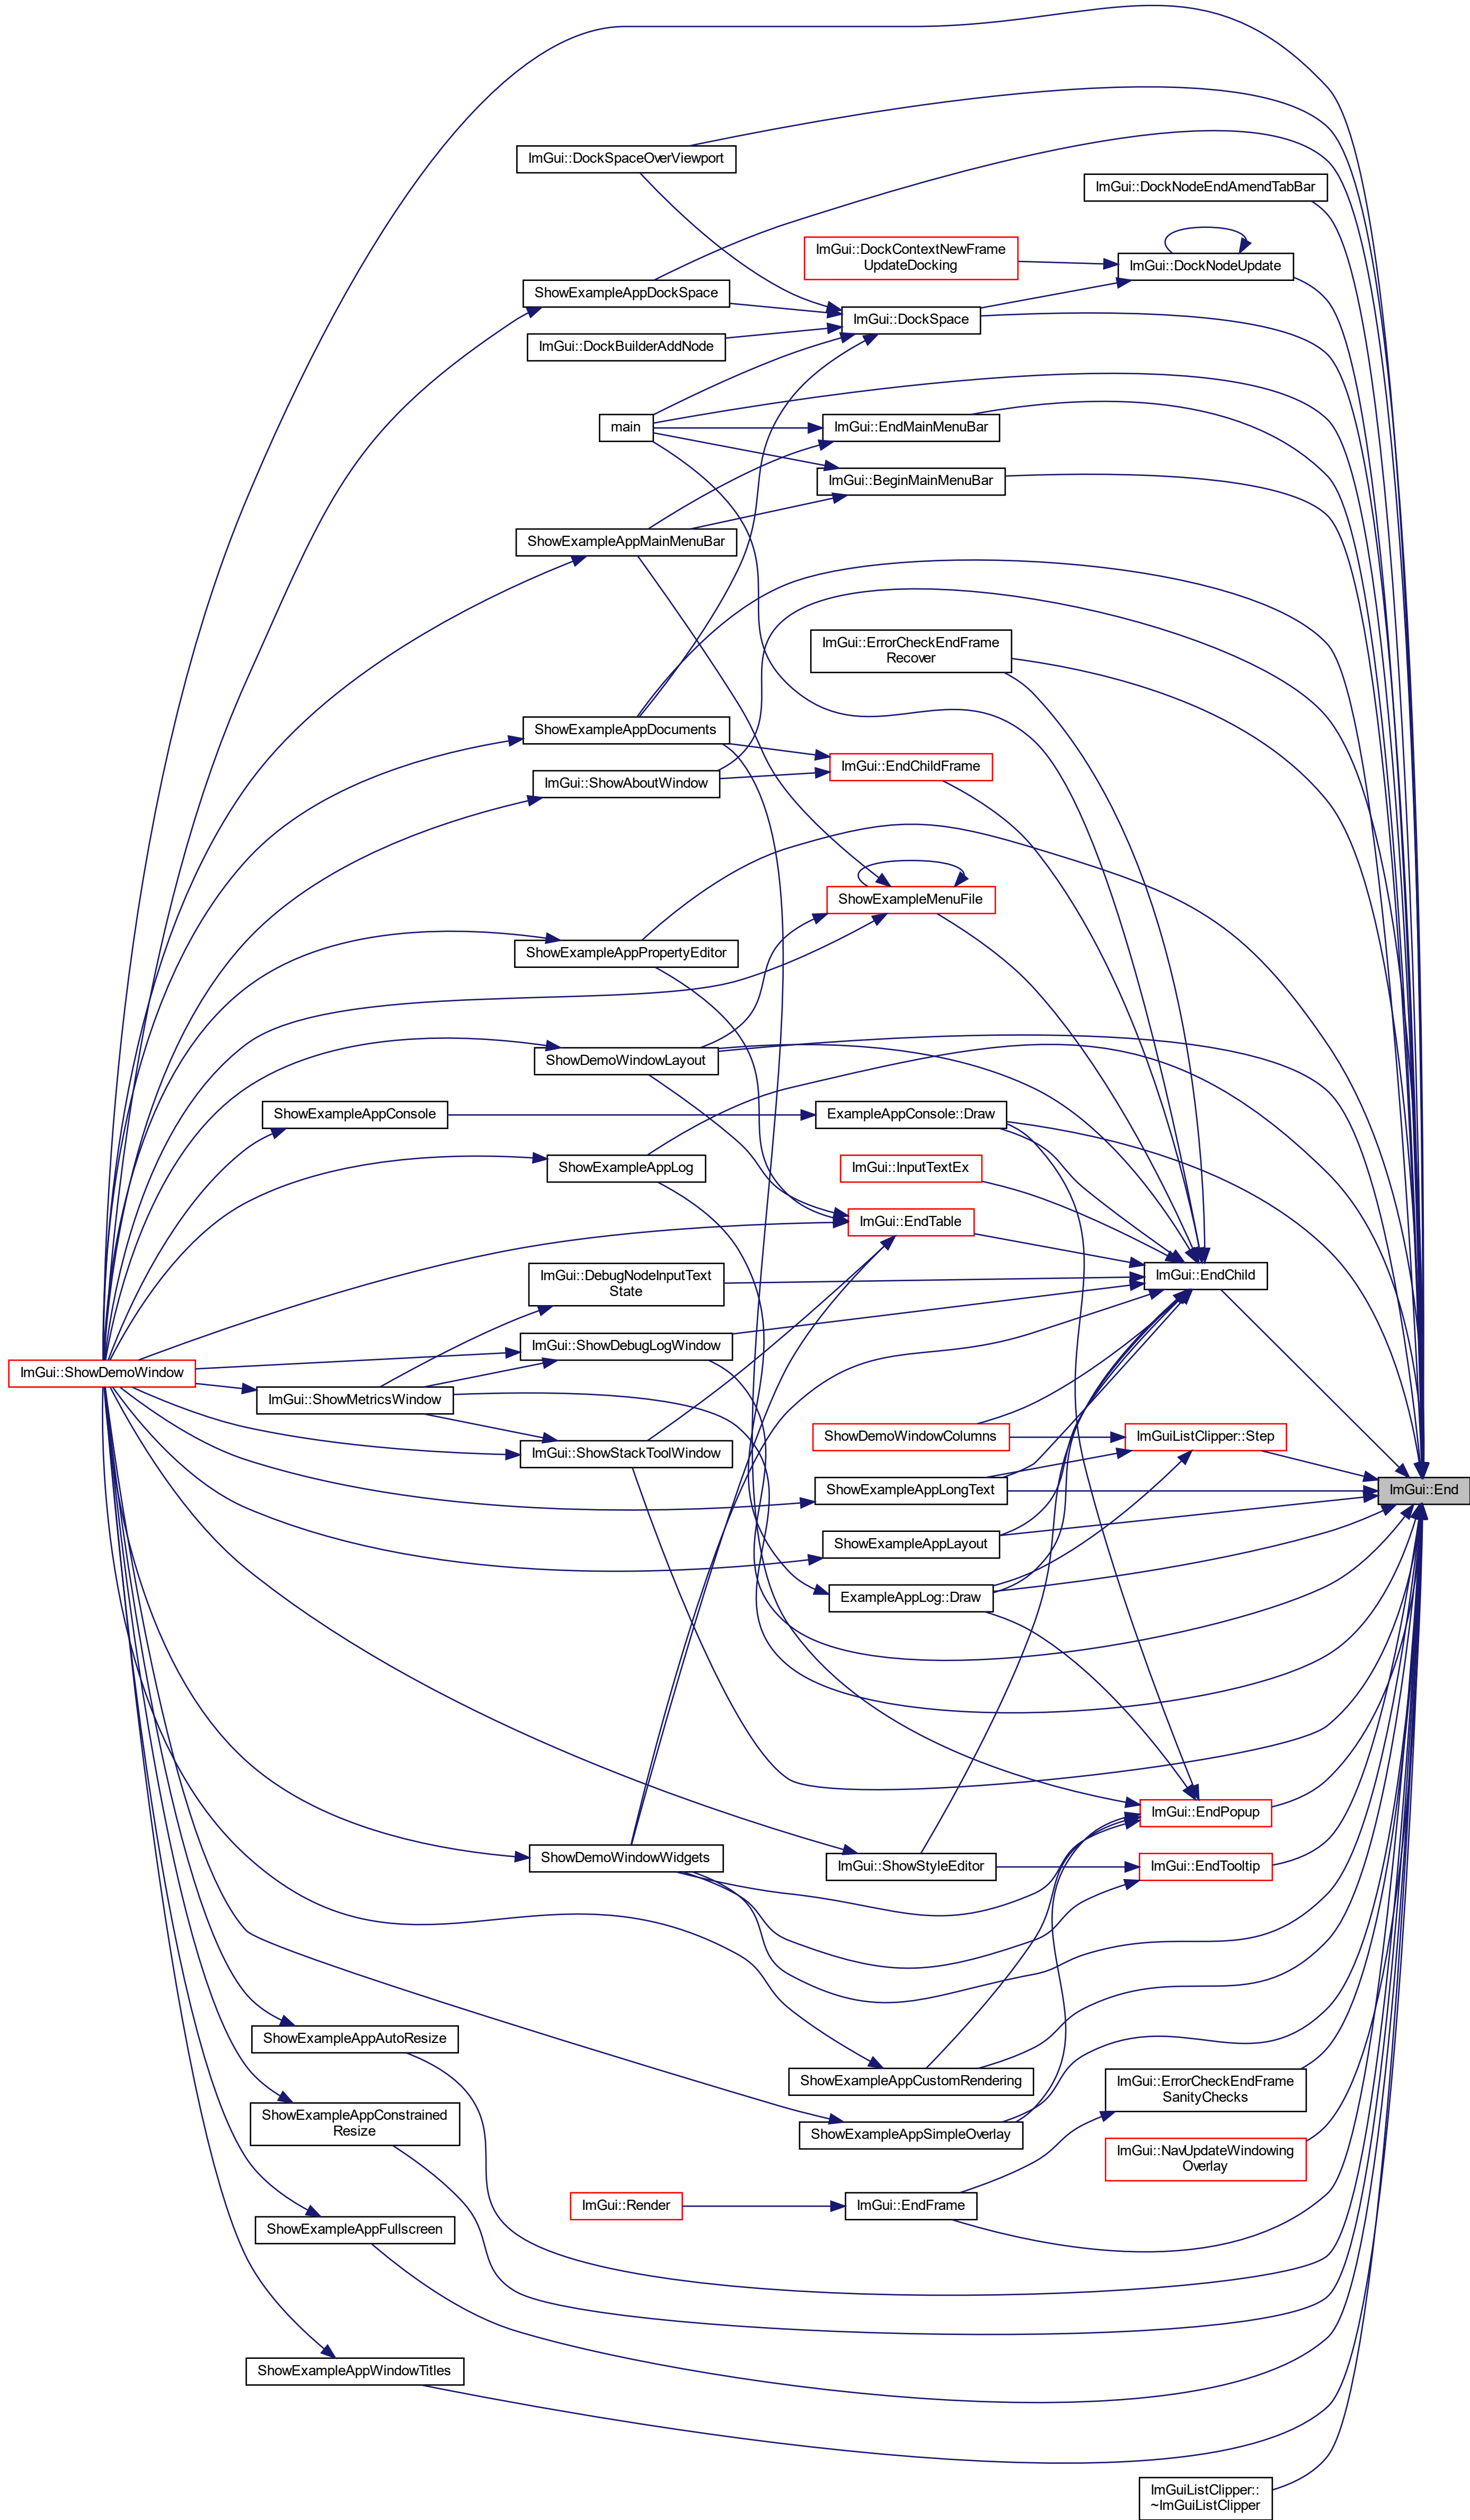 ImGui::DockSpaceOverViewport
ImGui::DockNodeEndAmendTabBar
ImGui::DockContextNewFrame
UpdateDocking
ImGui::DockNodeUpdate
ShowExampleAppDockSpace
ImGui::DockSpace
ImGui::DockBuilderAddNode
main
ImGui::EndMainMenuBar
ImGui::BeginMainMenuBar
ShowExampleAppMainMenuBar
ImGui::ErrorCheckEndFrame
Recover
ShowExampleAppDocuments
ImGui::EndChildFrame
ImGui::ShowAboutWindow
ShowExampleMenuFile
ShowExampleAppPropertyEditor
ShowDemoWindowLayout
ShowExampleAppConsole
ExampleAppConsole::Draw
ShowExampleAppLog
ImGui::InputTextEx
ImGui::EndTable
ImGui::DebugNodeInputText
State
ImGui::EndChild
ImGui::ShowDebugLogWindow
ImGui::ShowDemoWindow
ImGui::ShowMetricsWindow
ShowDemoWindowColumns
ImGuiListClipper::Step
ImGui::ShowStackToolWindow
ShowExampleAppLongText
ImGui::End
ShowExampleAppLayout
ExampleAppLog::Draw
ImGui::EndPopup
ShowDemoWindowWidgets
ImGui::ShowStyleEditor
ImGui::EndTooltip
ShowExampleAppAutoResize
ShowExampleAppCustomRendering
ImGui::ErrorCheckEndFrame
SanityChecks
ShowExampleAppConstrained
Resize
ShowExampleAppSimpleOverlay
ImGui::NavUpdateWindowing
Overlay
ImGui::Render
ImGui::EndFrame
ShowExampleAppFullscreen
ShowExampleAppWindowTitles
ImGuiListClipper::
~ImGuiListClipper